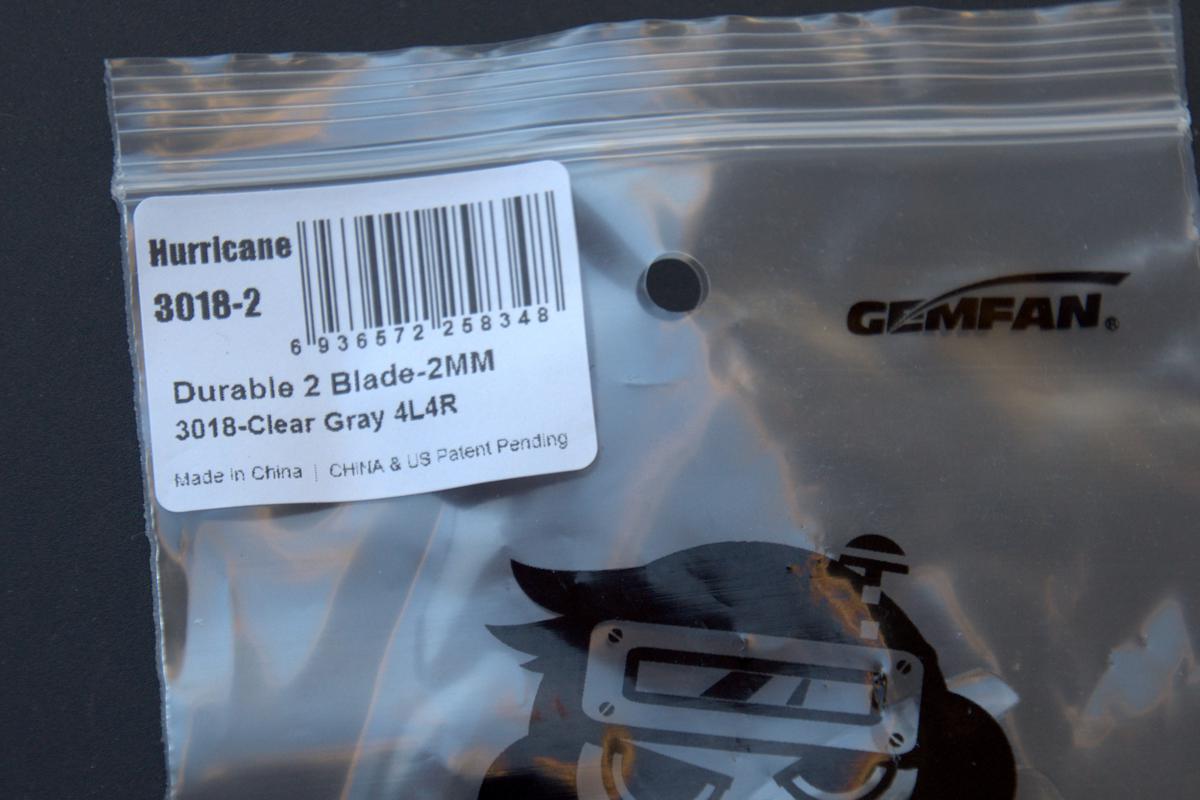 Hurricane
3018-2
6 936572 258348
Durable 2 Blade-2MM
3018-Clear Gray 4L4R
Made in China | CHINA & US Patent Pending
GEMFAN®